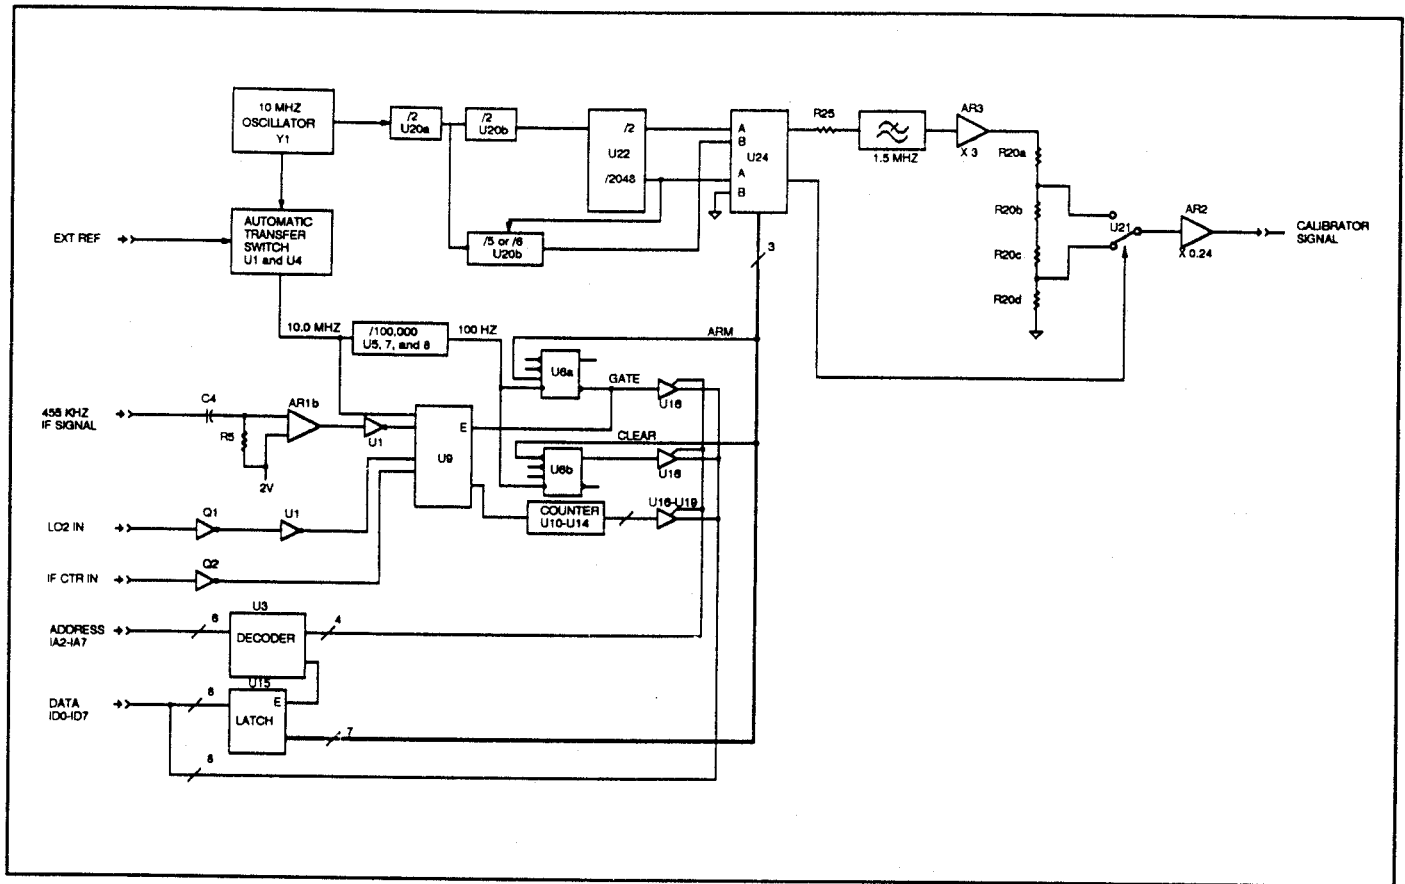 10 MHZ
OSCILLATOR
Y1
/2
U20a
/2
U20b
/2
U22
/2048
A
B
U24
A
B
R25
1.5 MHZ
AR3
X 3
R20a
R20b
R20c
R20d
U21
AR2
X 0.24
CALIBRATOR
SIGNAL
EXT REF
AUTOMATIC
TRANSFER
SWITCH
U1 and U4
/5 or /6
U20b
3
10.0 MHZ
/100,000
U5, 7, and 8
100 HZ
ARM
U6a
GATE
U16
455 KHZ
IF SIGNAL
C4
R5
2V
AR1b
U1
E
U9
CLEAR
U6b
U16
COUNTER
U10-U14
U16-U19
LO2 IN
Q1
U1
IF CTR IN
Q2
ADDRESS
IA2-IA7
6
U3
DECODER
4
DATA
ID0-ID7
8
U15
E
LATCH
7
8